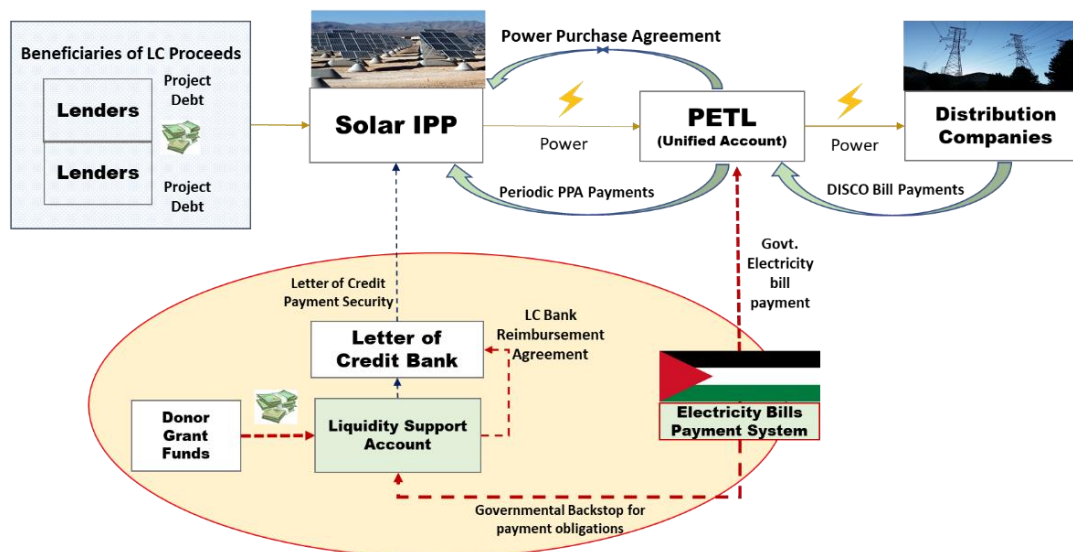 Beneficiaries of LC Proceeds
Lenders
Project
Debt
Lenders
Project
Debt
Solar IPP
Power Purchase Agreement
Power
PETL
(Unified Account)
Power
Distribution
Companies
Periodic PPA Payments
DISCO Bill Payments
Govt.
Electricity
bill
payment
Letter of Credit
Payment Security
LC Bank
Reimbursement
Agreement
Letter of
Credit Bank
Donor
Grant
Funds
Liquidity Support
Account
Electricity Bills
Payment System
Governmental Backstop for
payment obligations